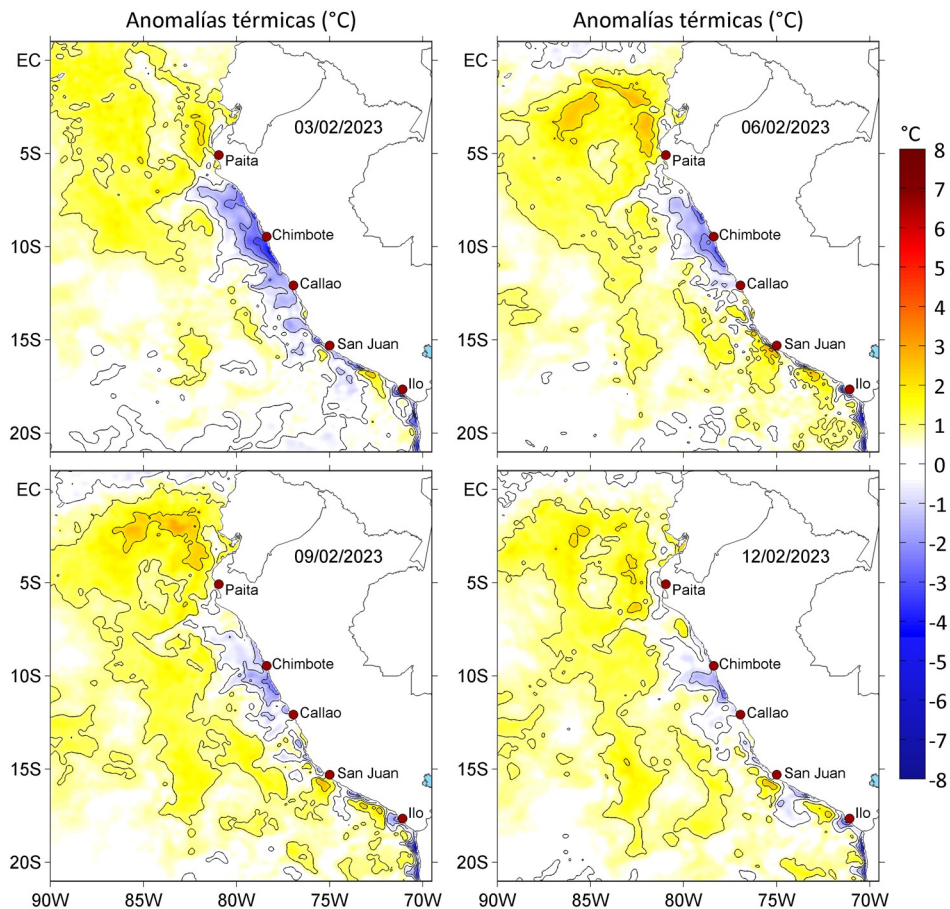 Anomalías térmicas (°C)
Anomalías térmicas (°C)
EC
5S
10S
15S
20S
03/02/2023
Paita
Chimbote
Callao
San Juan
Ilo
EC
5S
10S
15S
20S
06/02/2023
Paita
Chimbote
Callao
San Juan
Ilo
EC
5S
10S
15S
20S
09/02/2023
Paita
Chimbote
Callao
San Juan
Ilo
90W
85W
80W
75W
70W
EC
5S
10S
15S
20S
12/02/2023
Paita
Chimbote
Callao
San Juan
Ilo
90W
85W
80W
75W
70W
°C
8
7
6
5
4
3
2
1
0
-1
-2
-3
-4
-5
-6
-7
-8